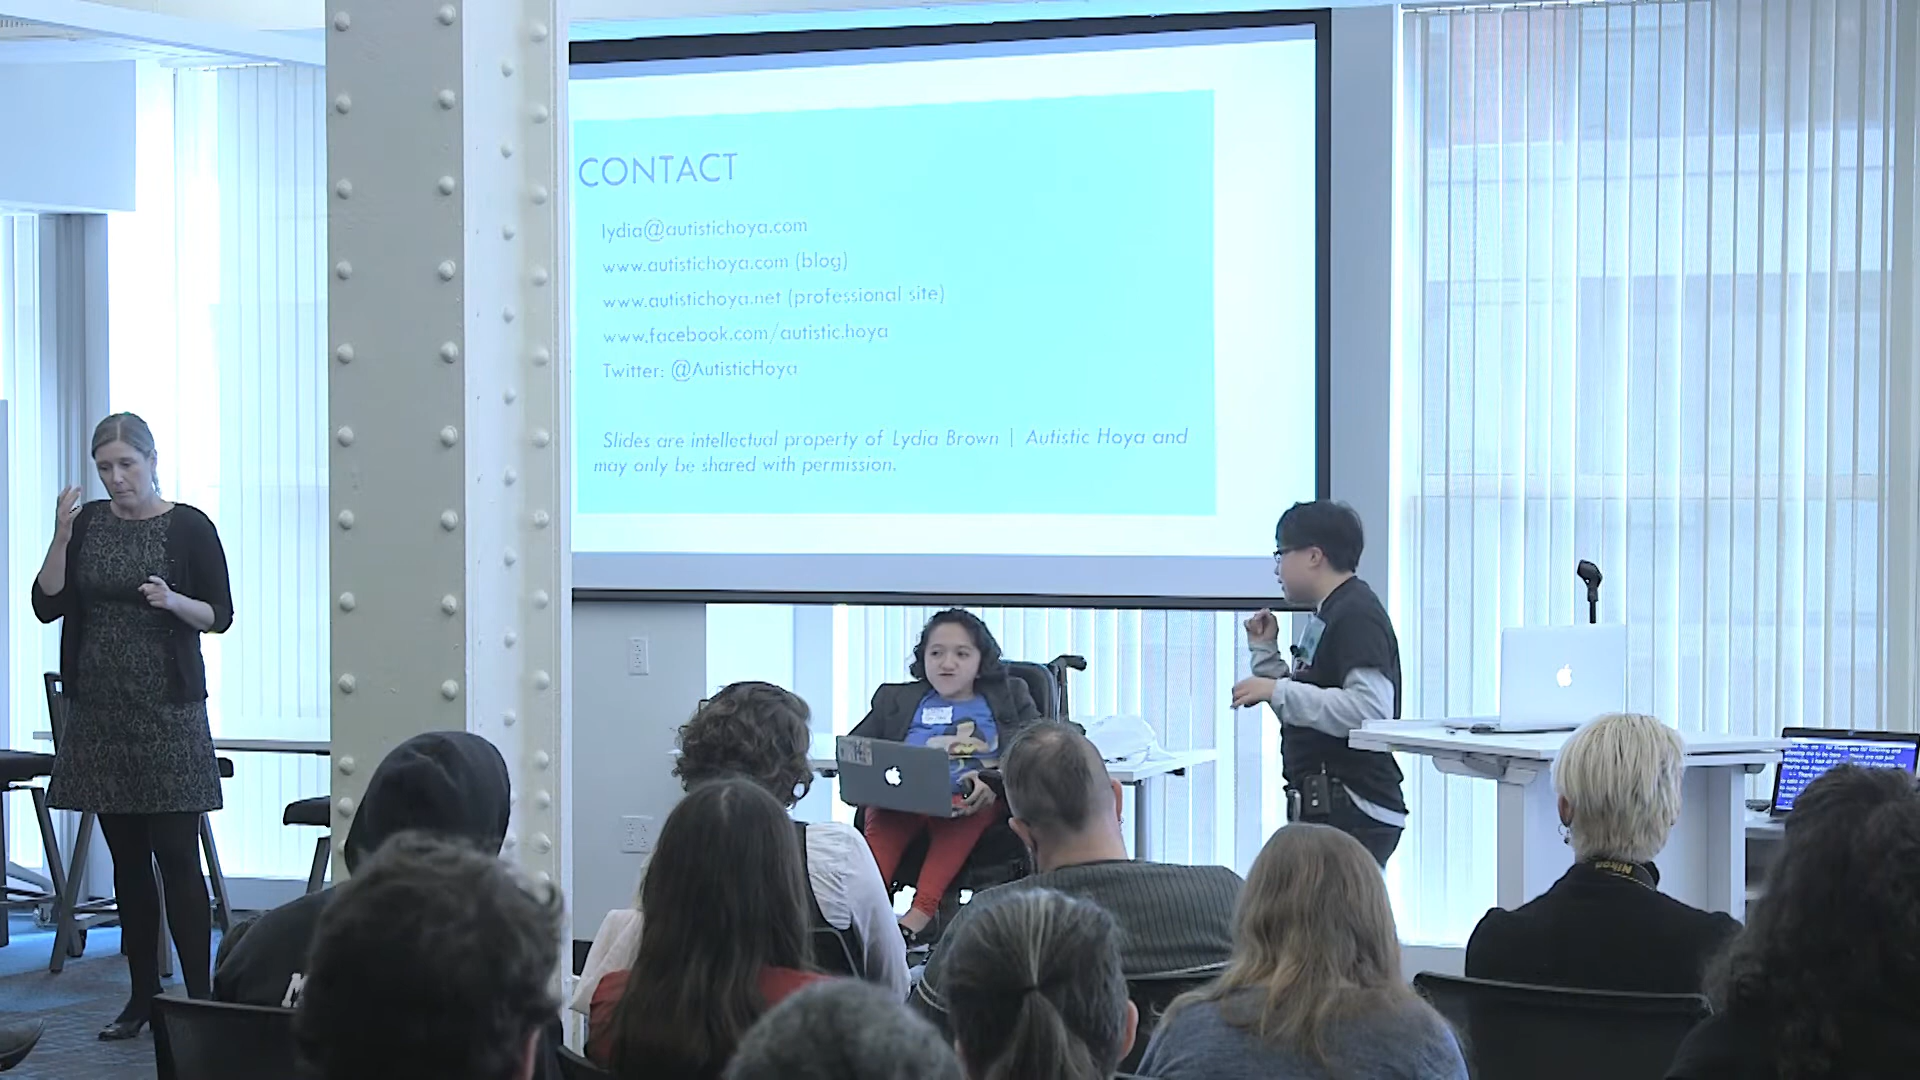 CONTACT
lydia@autistichoya.com
www.autistichoya.com (blog)
www.autistichoya.net (professional site)
www.facebook.com/autistic.hoya
Twitter: @AutisticHoya
Slides are intellectual property of Lydia Brown | Autistic Hoya and
may only be shared with permission.
Nikon